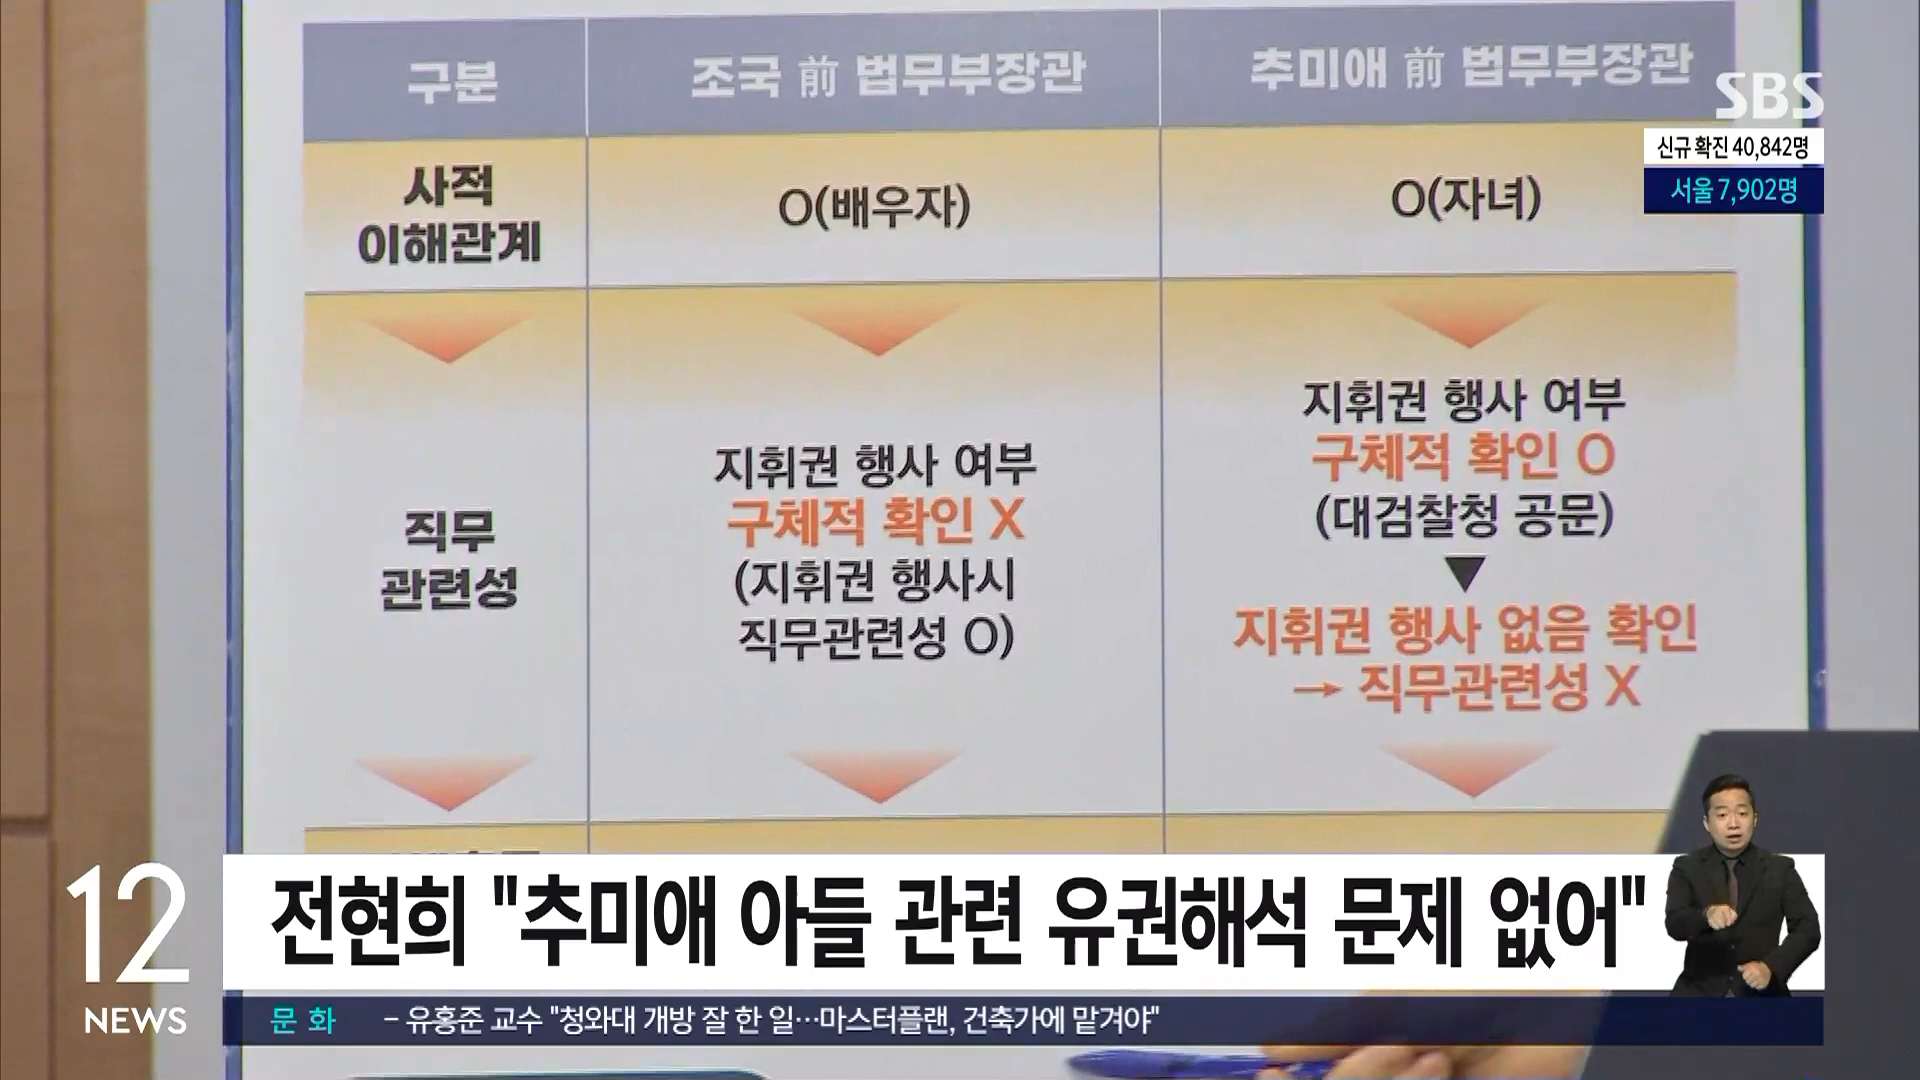 구분
조국 前 법무부장관
추미애 前 법무부장관
SBS
신규 확진 40,842명
서울 7,902명
사적
이해관계
O(배우자)
O(자녀)
직무
관련성
지휘권 행사 여부
구체적 확인 X
(지휘권 행사시
직무관련성 O)
지휘권 행사 여부
구체적 확인 O
(대검찰청 공문)
▼
지휘권 행사 없음 확인
→ 직무관련성 X
12
NEWS
전현희 "추미애 아들 관련 유권해석 문제 없어"
문 화 - 유홍준 교수 "청와대 개방 잘 한 일…마스터플랜, 건축가에 맡겨야"